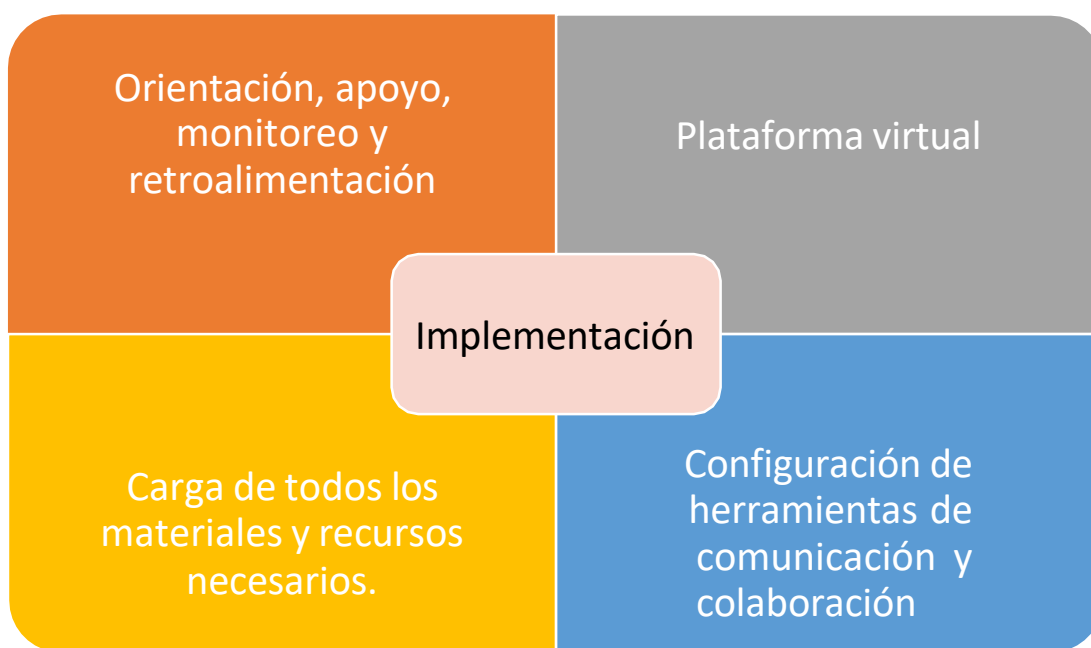 Orientación, apoyo,
monitoreo y
retroalimentación
Plataforma virtual
Implementación
Carga de todos los
materiales y recursos
necesarios.
Configuración de
herramientas de
comunicación y
colaboración